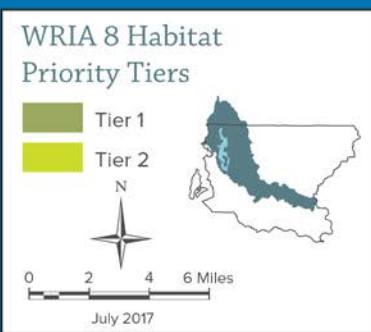 WRIA 8 Habitat
Priority Tiers
Tier 1
Tier 2
N
0 2 4 6 Miles
July 2017